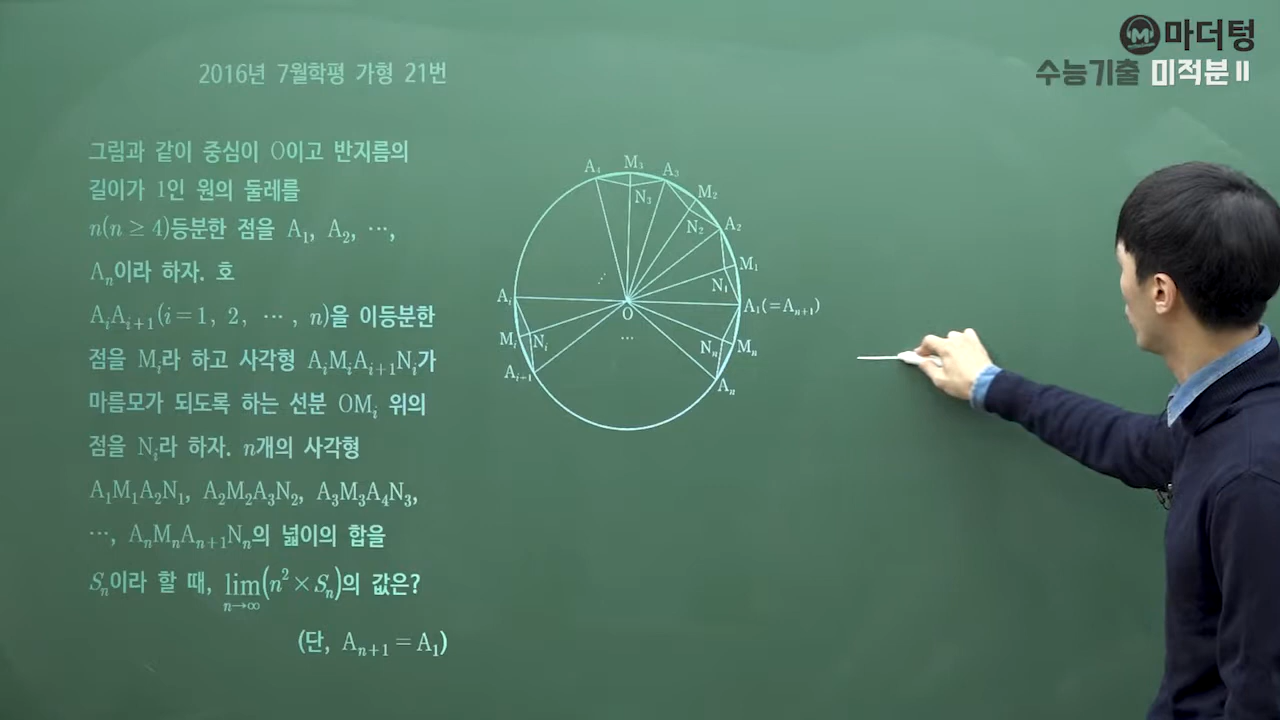 마더텅
수능기출 미적분 II
2016년 7월학평 가형 21번
그림과 같이 중심이 O이고 반지름의
길이가 1인 원의 둘레를
n(n ≥ 4)등분한 점을 A₁, A₂, ⋯,
Aₙ이라 하자. 호
AᵢAᵢ₊₁(i = 1, 2, ⋯, n)을 이등분한
점을 Mᵢ라 하고 사각형 AᵢMᵢAᵢ₊₁Nᵢ가
마름모가 되도록 하는 선분 OMᵢ 위의
점을 Nᵢ라 하자. n개의 사각형
A₁M₁A₂N₁, A₂M₂A₃N₂, A₃M₃A₄N₃,
⋯, AₙMₙAₙ₊₁Nₙ의 넓이의 합을
Sₙ이라 할 때, lim(n² × Sₙ)의 값은?
n→∞
(단, Aₙ₊₁ = A₁)
A₄ M₃ A₃
N₃ M₂
N₂ A₂
M₁
N₁
Aᵢ O A₁(=Aₙ₊₁)
Mᵢ Nᵢ ⋯ Nₙ Mₙ
Aᵢ₊₁ Aₙ